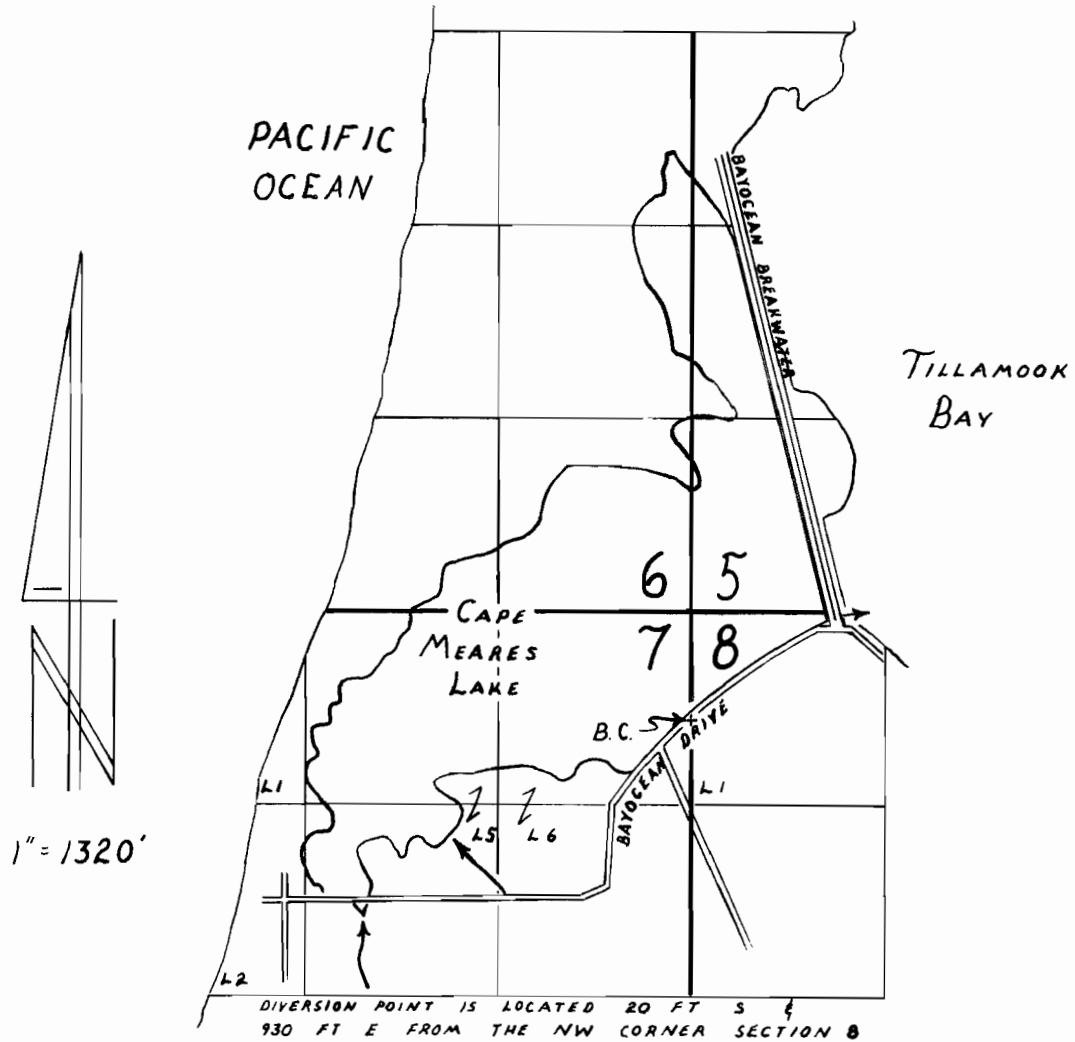 PACIFIC
OCEAN
BAYOCEAN BREAKWATER
TILLAMOOK
BAY
6 5
7 8
CAPE
MEARES
LAKE
B.C.
BAYOCEAN DRIVE
L1
L1
L5 L6
N
1" = 1320'
L2
DIVERSION POINT IS LOCATED 20 FT S &
930 FT E FROM THE NW CORNER SECTION 8